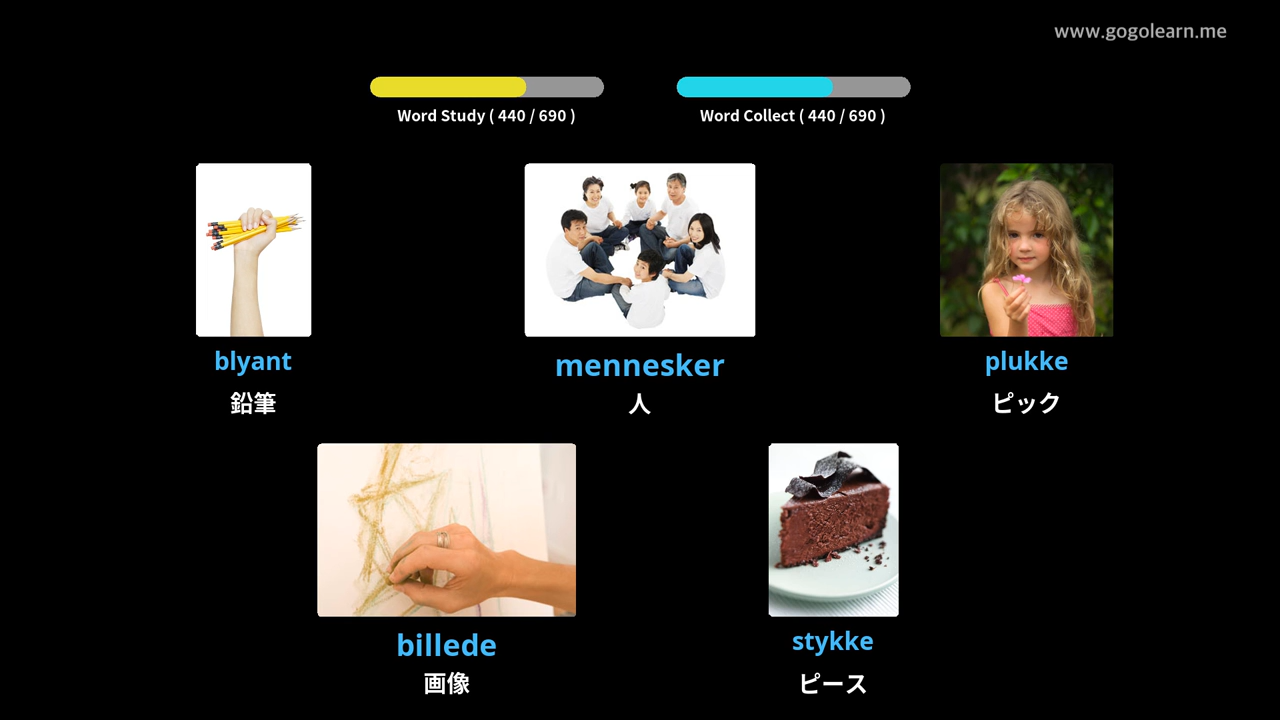 www.gogolearn.me
Word Study ( 440 / 690 )
Word Collect ( 440 / 690 )
blyant
鉛筆
mennesker
人
plukke
ピック
billede
画像
stykke
ピース